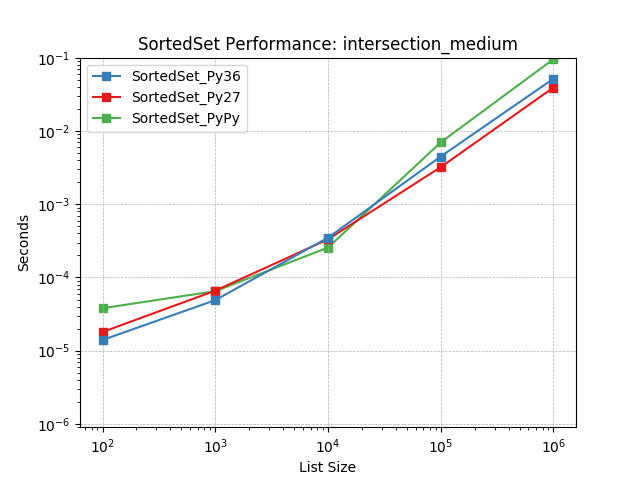 SortedSet Performance: intersection_medium
SortedSet_Py36
SortedSet_Py27
SortedSet_PyPy
Seconds
10⁻¹
10⁻²
10⁻³
10⁻⁴
10⁻⁵
10⁻⁶
10² 10³ 10⁴ 10⁵ 10⁶
List Size